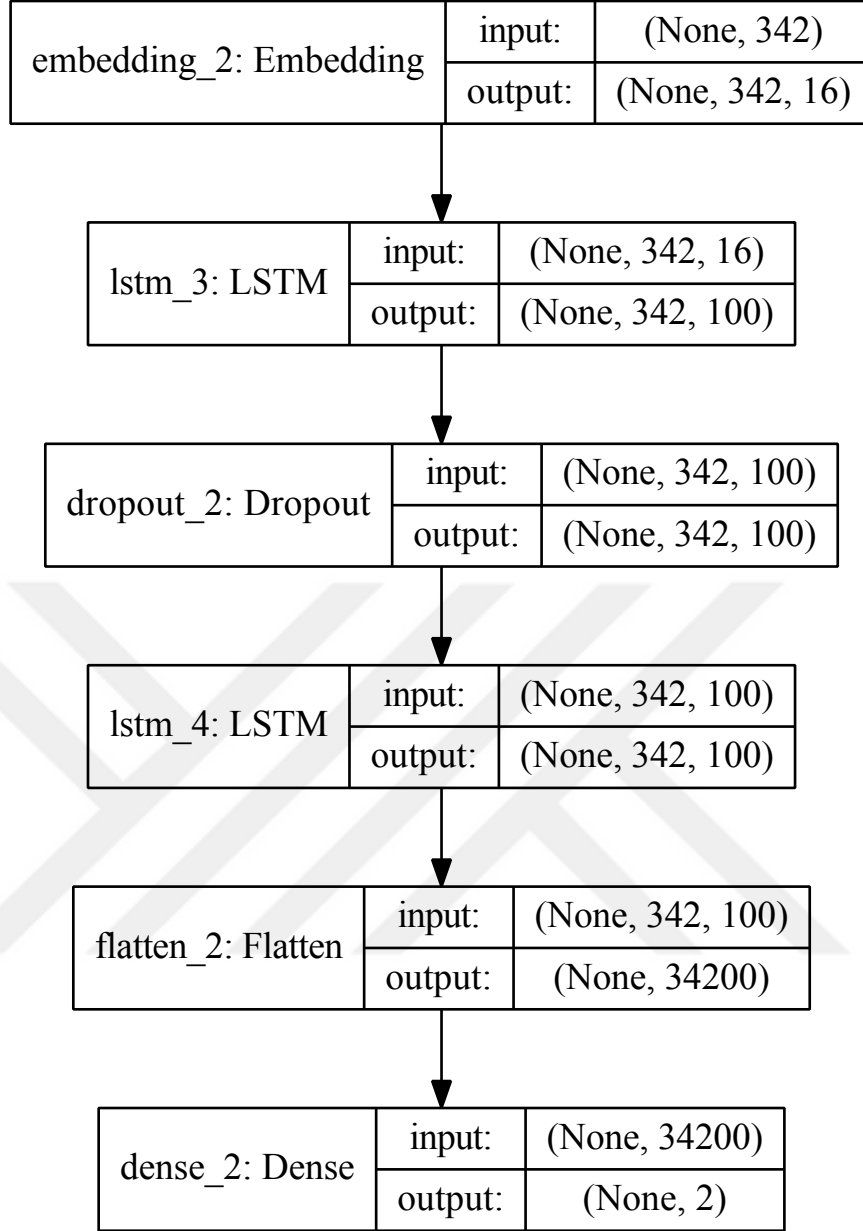 embedding_2: Embedding
input:
(None, 342)
output:
(None, 342, 16)
lstm_3: LSTM
input:
(None, 342, 16)
output:
(None, 342, 100)
dropout_2: Dropout
input:
(None, 342, 100)
output:
(None, 342, 100)
lstm_4: LSTM
input:
(None, 342, 100)
output:
(None, 342, 100)
flatten_2: Flatten
input:
(None, 342, 100)
output:
(None, 34200)
dense_2: Dense
input:
(None, 34200)
output:
(None, 2)